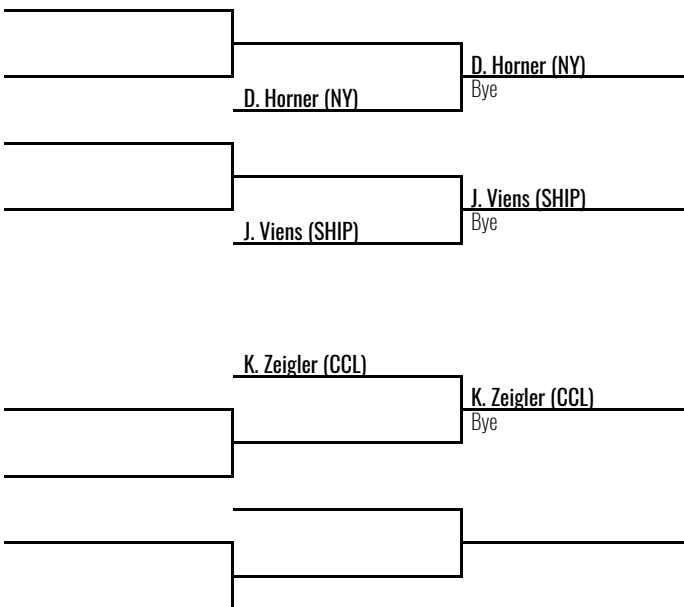 D. Horner (NY)
Bye
D. Horner (NY)
J. Viens (SHIP)
Bye
J. Viens (SHIP)
K. Zeigler (CCL)
K. Zeigler (CCL)
Bye